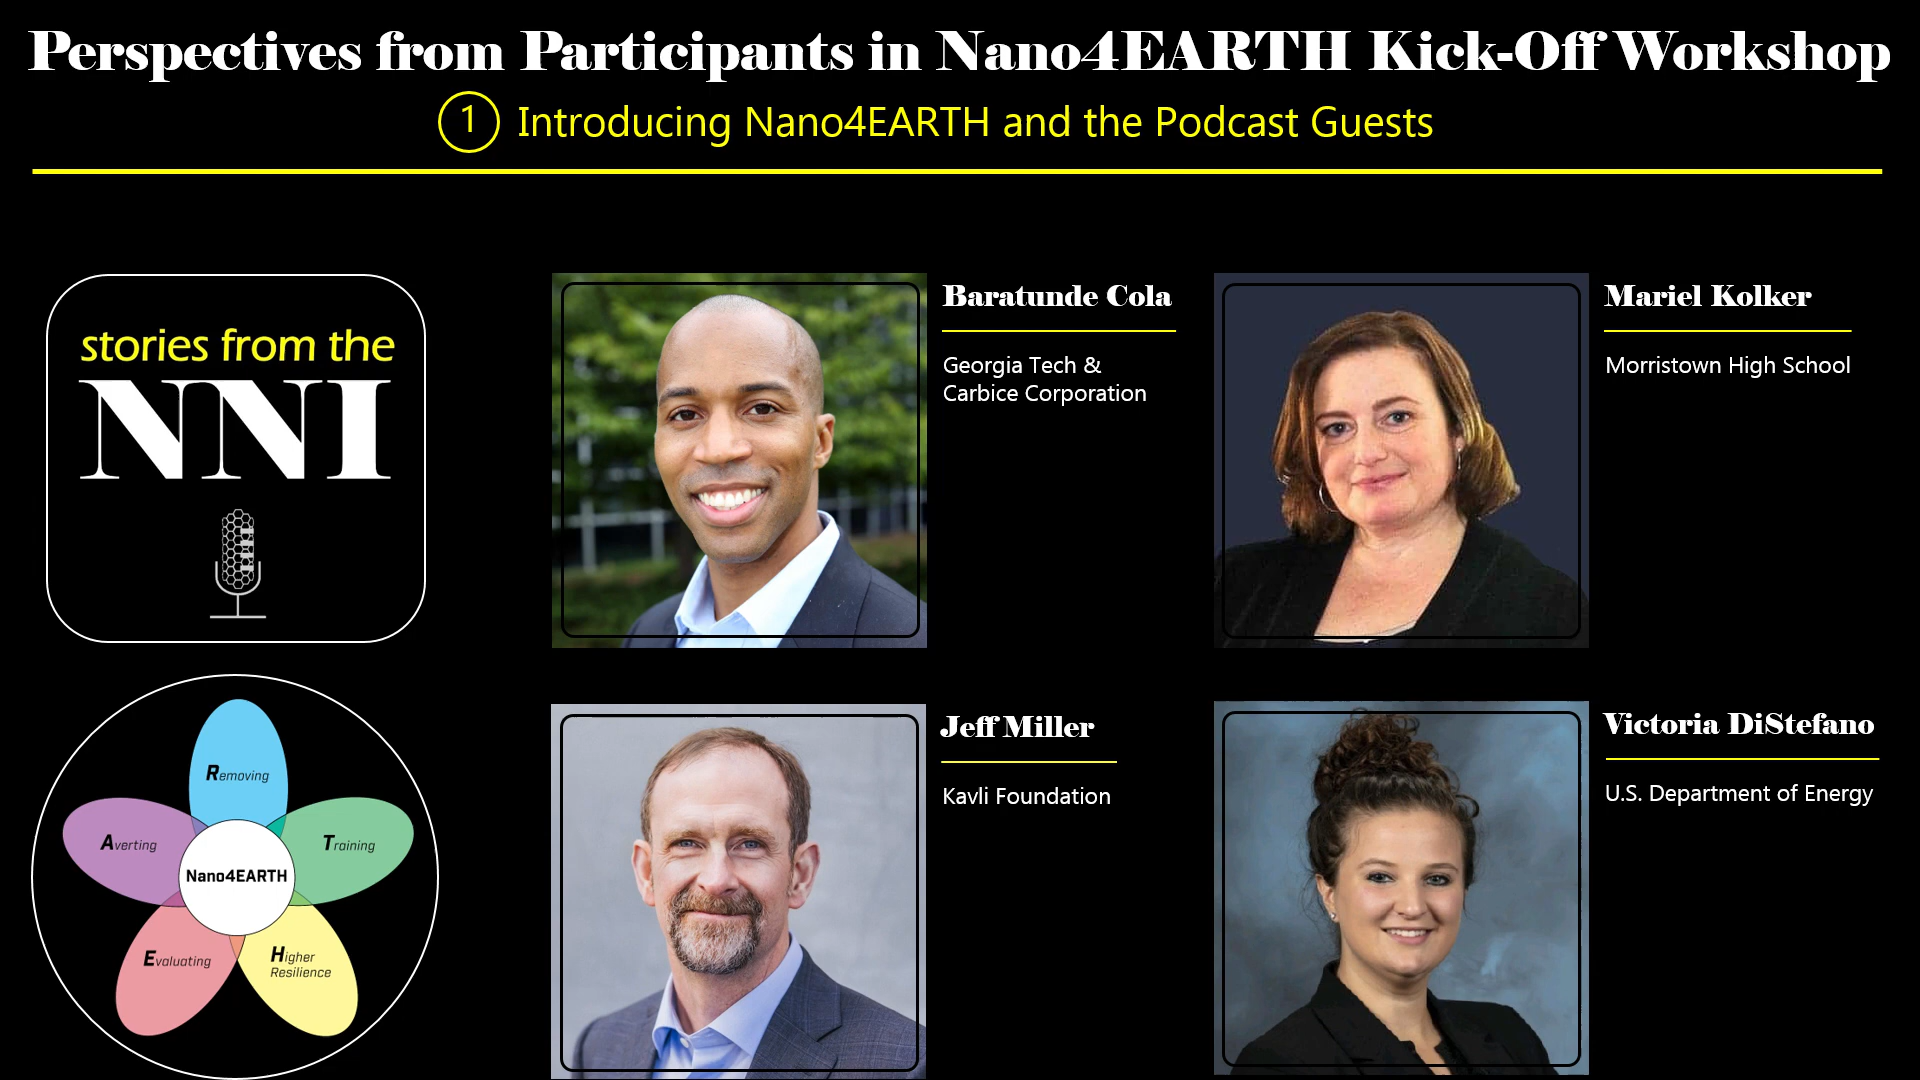 Perspectives from Participants in Nano4EARTH Kick-Off Workshop
1 Introducing Nano4EARTH and the Podcast Guests
stories from the
NNI
Baratunde Cola
Georgia Tech &
Carbice Corporation
Mariel Kolker
Morristown High School
Removing
Averting
Training
Nano4EARTH
Evaluating
Higher
Resilience
Jeff Miller
Kavli Foundation
Victoria DiStefano
U.S. Department of Energy